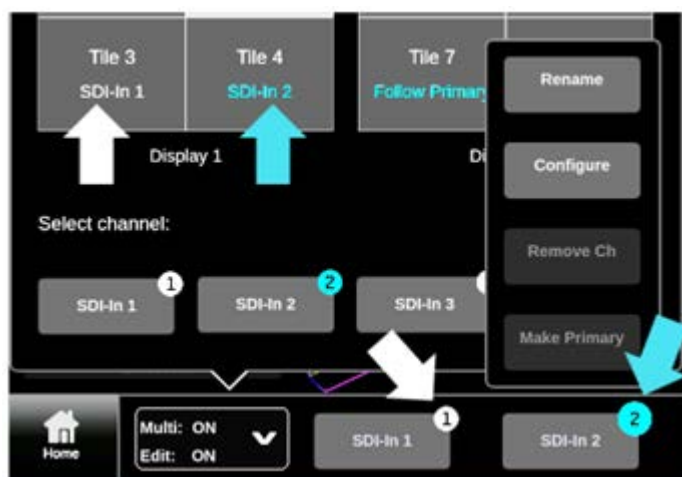 Tile 3
SDI-In 1
Tile 4
SDI-In 2
Tile 7
Follow Primary
Display 1
Select channel:
SDI-In 1
1
SDI-In 2
2
SDI-In 3
Rename
Configure
Remove Ch
Make Primary
Home
Multi: ON
Edit: ON
SDI-In 1
1
SDI-In 2
2